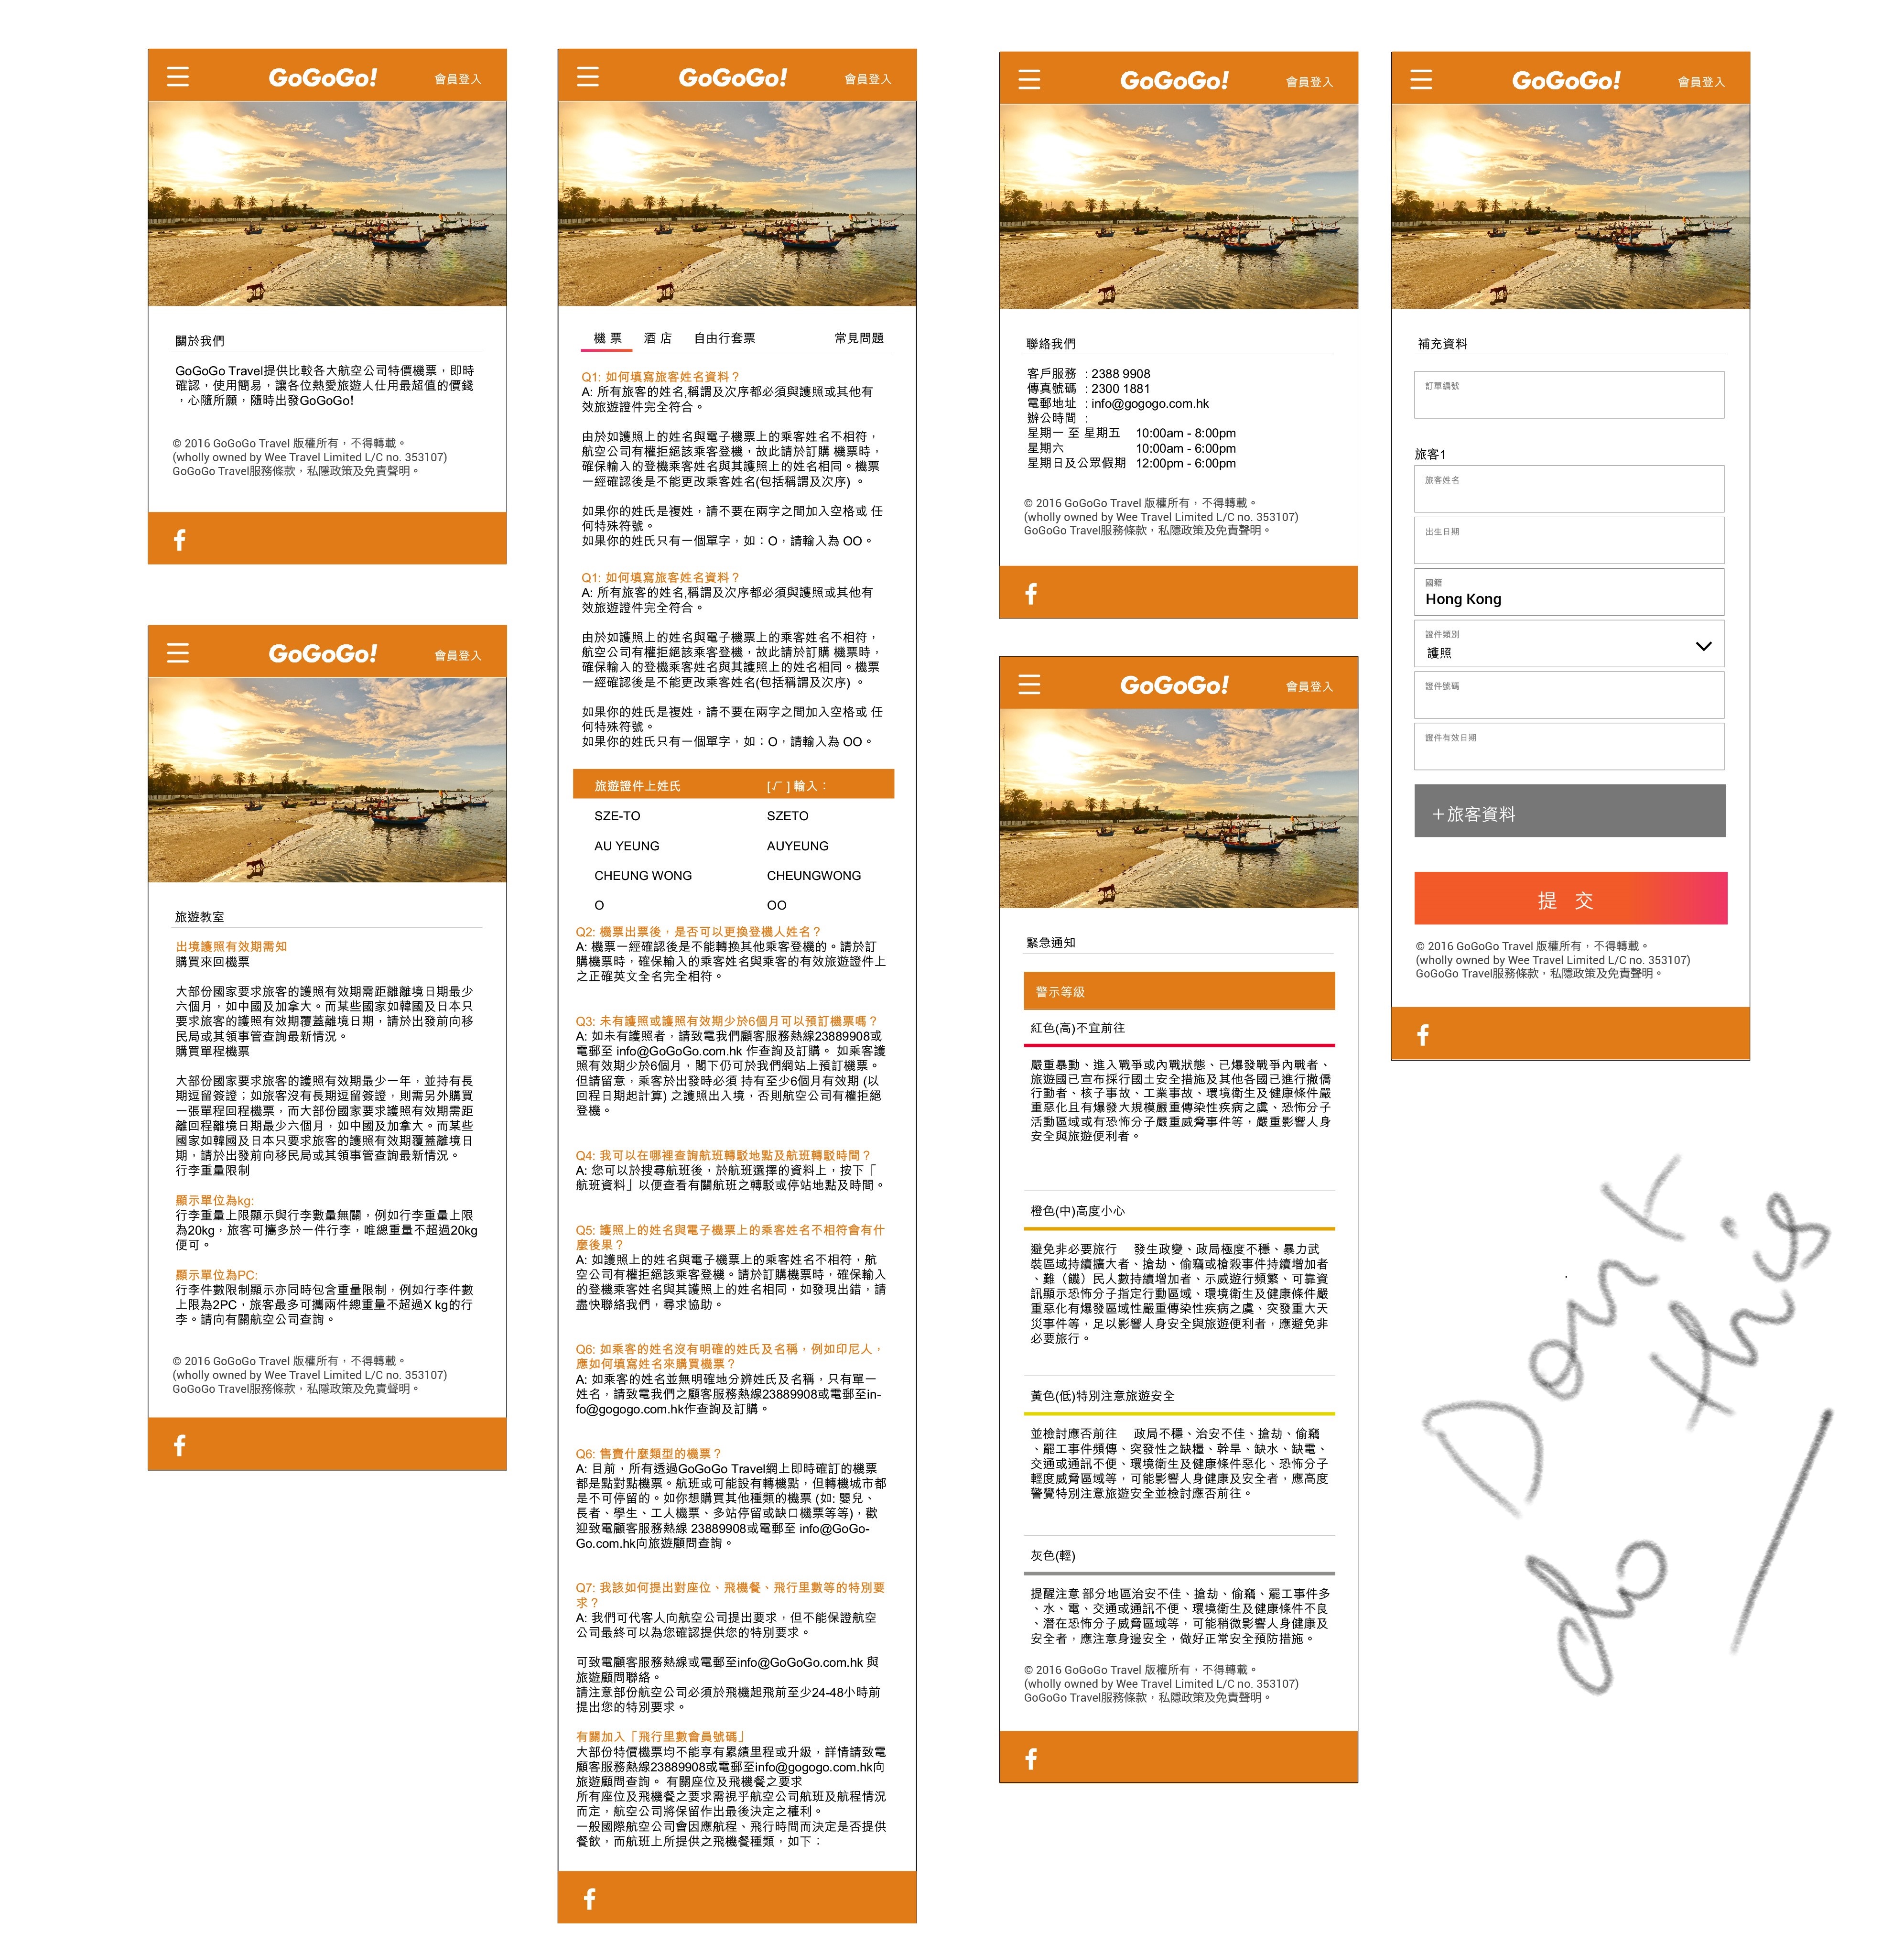 GoGoGo!
會員登入
關於我們
GoGoGo Travel提供比較各大航空公司特價機票，即時
確認，使用簡易，讓各位熱愛旅遊人仕用最超值的價錢
，心隨所願，隨時出發GoGoGo!
© 2016 GoGoGo Travel 版權所有，不得轉載。
(wholly owned by Wee Travel Limited L/C no. 353107)
GoGoGo Travel服務條款，私隱政策及免責聲明。
GoGoGo!
會員登入
旅遊教室
出境護照有效期需知
購買來回機票
大部份國家要求旅客的護照有效期需距離離境日期最少
六個月，如中國及加拿大。而某些國家如韓國及日本只
要求旅客的護照有效期覆蓋離境日期，請於出發前向移
民局或其領事管查詢最新情況。
購買單程機票
大部份國家要求旅客的護照有效期最少一年，並持有長
期逗留簽證；如旅客沒有長期逗留簽證，則需另外購買
一張單程回程機票，而大部份國家要求護照有效期需距
離回程離境日期最少六個月，如中國及加拿大。而某些
國家如韓國及日本只要求旅客的護照有效期覆蓋離境日
期，請於出發前向移民局或其領事管查詢最新情況。
行李重量限制
顯示單位為kg:
行李重量上限顯示與行李數量無關，例如行李重量上限
為20kg，旅客可攜多於一件行李，唯總重量不超過20kg
便可。
顯示單位為PC:
行李件數限制顯示亦同時包含重量限制，例如行李件數
上限為2PC，旅客最多可攜兩件總重量不超過X kg的行
李。請向有關航空公司查詢。
© 2016 GoGoGo Travel 版權所有，不得轉載。
(wholly owned by Wee Travel Limited L/C no. 353107)
GoGoGo Travel服務條款，私隱政策及免責聲明。
GoGoGo!
會員登入
機 票 酒 店 自由行套票 常見問題
Q1: 如何填寫旅客姓名資料？
A: 所有旅客的姓名,稱謂及次序都必須與護照或其他有
效旅遊證件完全符合。
由於如護照上的姓名與電子機票上的乘客姓名不相符，
航空公司有權拒絕該乘客登機，故此請於訂購 機票時，
確保輸入的登機乘客姓名與其護照上的姓名相同。機票
一經確認後是不能更改乘客姓名(包括稱謂及次序) 。
如果你的姓氏是複姓，請不要在兩字之間加入空格或 任
何特殊符號。
如果你的姓氏只有一個單字，如：O，請輸入為 OO。
Q1: 如何填寫旅客姓名資料？
A: 所有旅客的姓名,稱謂及次序都必須與護照或其他有
效旅遊證件完全符合。
由於如護照上的姓名與電子機票上的乘客姓名不相符，
航空公司有權拒絕該乘客登機，故此請於訂購 機票時，
確保輸入的登機乘客姓名與其護照上的姓名相同。機票
一經確認後是不能更改乘客姓名(包括稱謂及次序) 。
如果你的姓氏是複姓，請不要在兩字之間加入空格或 任
何特殊符號。
如果你的姓氏只有一個單字，如：O，請輸入為 OO。
旅遊證件上姓氏 [√ ] 輸入：
SZE-TO SZETO
AU YEUNG AUYEUNG
CHEUNG WONG CHEUNGWONG
O OO
Q2: 機票出票後，是否可以更換登機人姓名？
A: 機票一經確認後是不能轉換其他乘客登機的。請於訂
購機票時，確保輸入的乘客姓名與乘客的有效旅遊證件上
之正確英文全名完全相符。
Q3: 未有護照或護照有效期少於6個月可以預訂機票嗎？
A: 如未有護照者，請致電我們顧客服務熱線23889908或
電郵至 info@GoGoGo.com.hk 作查詢及訂購。 如乘客護
照有效期少於6個月，閣下仍可於我們網站上預訂機票。
但請留意，乘客於出發時必須 持有至少6個月有效期 (以
回程日期起計算) 之護照出入境，否則航空公司有權拒絕
登機。
Q4: 我可以在哪裡查詢航班轉駁地點及航班轉駁時間？
A: 您可以於搜尋航班後，於航班選擇的資料上，按下「
航班資料」以便查看有關航班之轉駁或停站地點及時間。
Q5: 護照上的姓名與電子機票上的乘客姓名不相符會有什
麼後果？
A: 如護照上的姓名與電子機票上的乘客姓名不相符，航
空公司有權拒絕該乘客登機。請於訂購機票時，確保輸入
的登機乘客姓名與其護照上的姓名相同，如發現出錯，請
盡快聯絡我們，尋求協助。
Q6: 如乘客的姓名沒有明確的姓氏及名稱，例如印尼人，
應如何填寫姓名來購買機票？
A: 如乘客的姓名並無明確地分辨姓氏及名稱，只有單一
姓名，請致電我們之顧客服務熱線23889908或電郵至in-
fo@gogogo.com.hk作查詢及訂購。
Q6: 售賣什麼類型的機票？
A: 目前，所有透過GoGoGo Travel網上即時確訂的機票
都是點對點機票。航班或可能設有轉機點，但轉機城市都
是不可停留的。如你想購買其他種類的機票 (如: 嬰兒、
長者、學生、工人機票、多站停留或缺口機票等等)，歡
迎致電顧客服務熱線 23889908或電郵至 info@GoGo-
Go.com.hk向旅遊顧問查詢。
Q7: 我該如何提出對座位、飛機餐、飛行里數等的特別要
求？
A: 我們可代客人向航空公司提出要求，但不能保證航空
公司最終可以為您確認提供您的特別要求。
可致電顧客服務熱線或電郵至info@GoGoGo.com.hk 與
旅遊顧問聯絡。
請注意部份航空公司必須於飛機起飛前至少24-48小時前
提出您的特別要求。
有關加入「飛行里數會員號碼」
大部份特價機票均不能享有累績里程或升級，詳情請致電
顧客服務熱線23889908或電郵至info@gogogo.com.hk向
旅遊顧問查詢。 有關座位及飛機餐之要求
所有座位及飛機餐之要求需視乎航空公司航班及航程情況
而定，航空公司將保留作出最後決定之權利。
一般國際航空公司會因應航程、飛行時間而決定是否提供
餐飲，而航班上所提供之飛機餐種類，如下：
GoGoGo!
會員登入
聯絡我們
客戶服務 : 2388 9908
傳真號碼 : 2300 1881
電郵地址 : info@gogogo.com.hk
辦公時間 :
星期一 至 星期五 10:00am - 8:00pm
星期六 10:00am - 6:00pm
星期日及公眾假期 12:00pm - 6:00pm
© 2016 GoGoGo Travel 版權所有，不得轉載。
(wholly owned by Wee Travel Limited L/C no. 353107)
GoGoGo Travel服務條款，私隱政策及免責聲明。
GoGoGo!
會員登入
緊急通知
警示等級
紅色(高)不宜前往
嚴重暴動、進入戰爭或內戰狀態、已爆發戰爭內戰者、
旅遊國已宣布採行國土安全措施及其他各國已進行撤僑
行動者、核子事故、工業事故、環境衛生及健康條件嚴
重惡化且有爆發大規模嚴重傳染性疾病之虞、恐怖分子
活動區域或有恐怖分子嚴重威脅事件等，嚴重影響人身
安全與旅遊便利者。
橙色(中)高度小心
避免非必要旅行 發生政變、政局極度不穩、暴力武
裝區域持續擴大者、搶劫、偷竊或槍殺事件持續增加者
、難（饑）民人數持續增加者、示威遊行頻繁、可靠資
訊顯示恐怖分子指定行動區域、環境衛生及健康條件嚴
重惡化有爆發區域性嚴重傳染性疾病之虞、突發重大天
災事件等，足以影響人身安全與旅遊便利者，應避免非
必要旅行。
黃色(低)特別注意旅遊安全
並檢討應否前往 政局不穩、治安不佳、搶劫、偷竊
、罷工事件頻傳、突發性之缺糧、幹旱、缺水、缺電、
交通或通訊不便、環境衛生及健康條件惡化、恐怖分子
輕度威脅區域等，可能影響人身健康及安全者，應高度
警覺特別注意旅遊安全並檢討應否前往。
灰色(輕)
提醒注意 部分地區治安不佳、搶劫、偷竊、罷工事件多
、水、電、交通或通訊不便、環境衛生及健康條件不良
、潛在恐怖分子威脅區域等，可能稍微影響人身健康及
安全者，應注意身邊安全，做好正常安全預防措施。
© 2016 GoGoGo Travel 版權所有，不得轉載。
(wholly owned by Wee Travel Limited L/C no. 353107)
GoGoGo Travel服務條款，私隱政策及免責聲明。
GoGoGo!
會員登入
補充資料
訂單編號
旅客1
旅客姓名
出生日期
國籍
Hong Kong
證件類別
護照
證件號碼
證件有效日期
＋旅客資料
提 交
© 2016 GoGoGo Travel 版權所有，不得轉載。
(wholly owned by Wee Travel Limited L/C no. 353107)
GoGoGo Travel服務條款，私隱政策及免責聲明。
Dont
do this